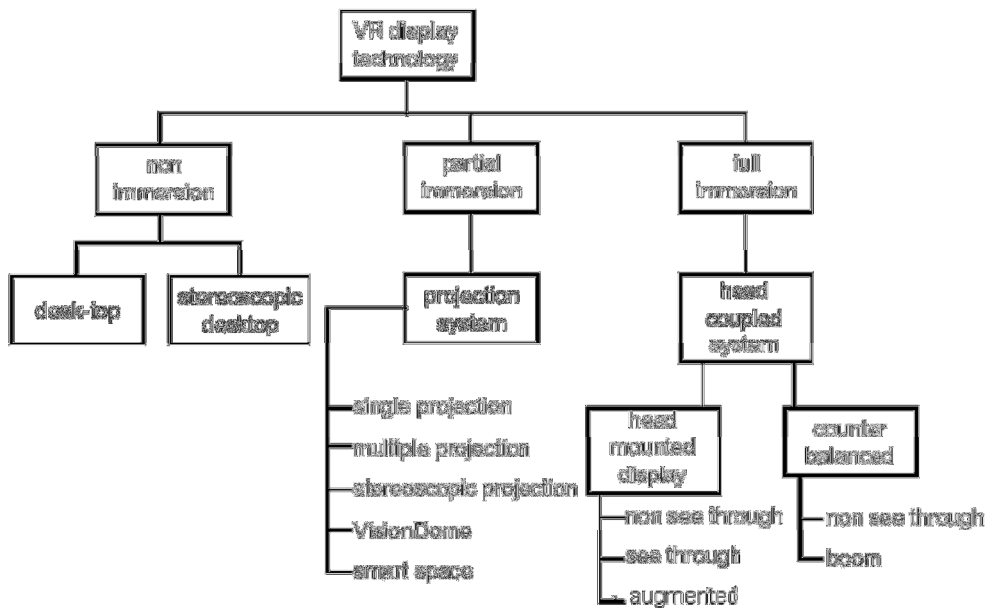 VR display
technology
non
immersion
partial
immersion
full
immersion
desk-top
stereoscopic
desktop
projection
system
head
coupled
system
single projection
multiple projection
stereoscopic projection
VisionDome
smart space
head
mounted
display
counter
balanced
non see through
see through
augmented
non see through
boom